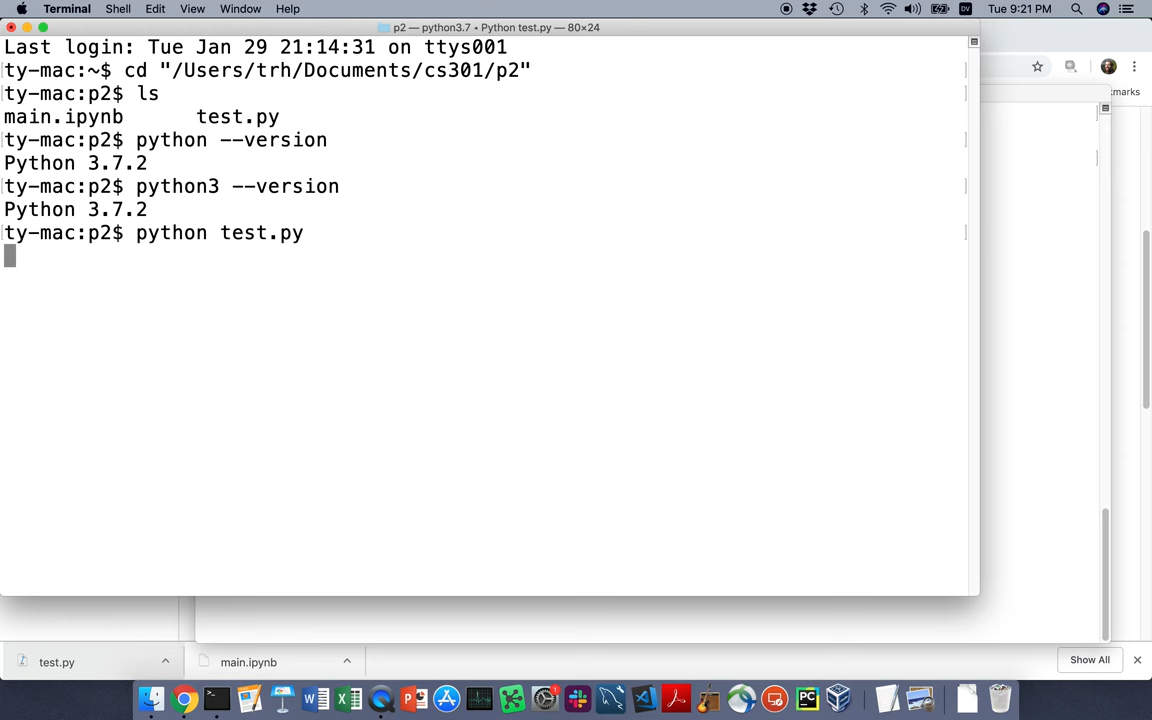 Terminal Shell Edit View Window Help DV Tue 9:21 PM
p2 — python3.7 • Python test.py — 80×24
Last login: Tue Jan 29 21:14:31 on ttys001
ty-mac:~$ cd "/Users/trh/Documents/cs301/p2"
kmarks
ty-mac:p2$ ls
main.ipynb test.py
ty-mac:p2$ python --version
Python 3.7.2
ty-mac:p2$ python3 --version
Python 3.7.2
ty-mac:p2$ python test.py
test.py main.ipynb Show All